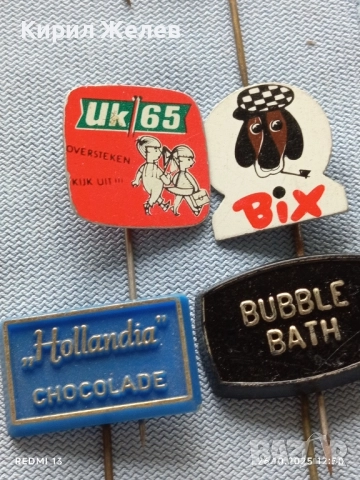 Кирил Желев
Uk 65
OVERSTEKEN
KIJK UIT!!!
BIX
„Hollandia"
CHOCOLADE
BUBBLE
BATH
REDMI 13